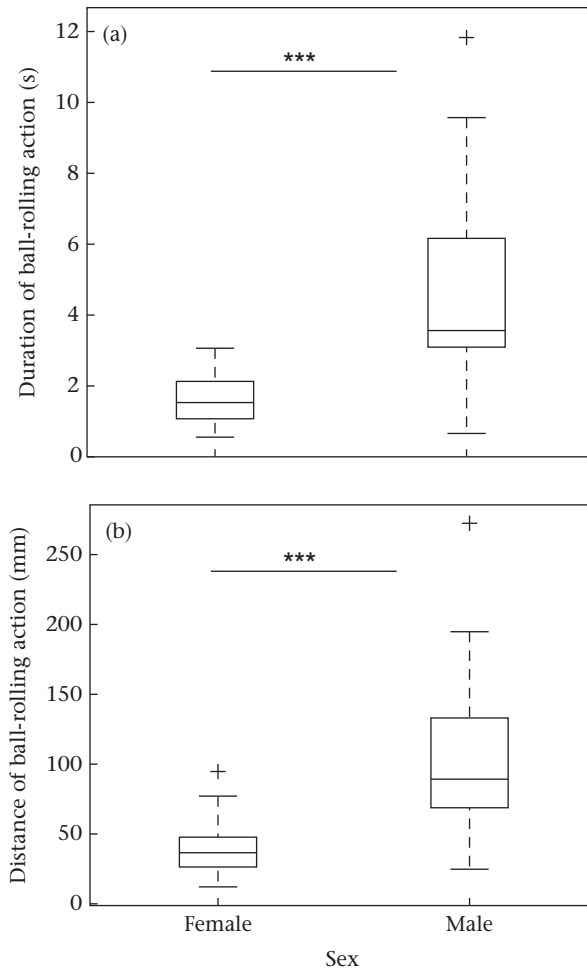 (a)
***
Duration of ball-rolling action (s)
12
10
8
6
4
2
0
(b)
***
Distance of ball-rolling action (mm)
250
200
150
100
50
0
Female Male
Sex